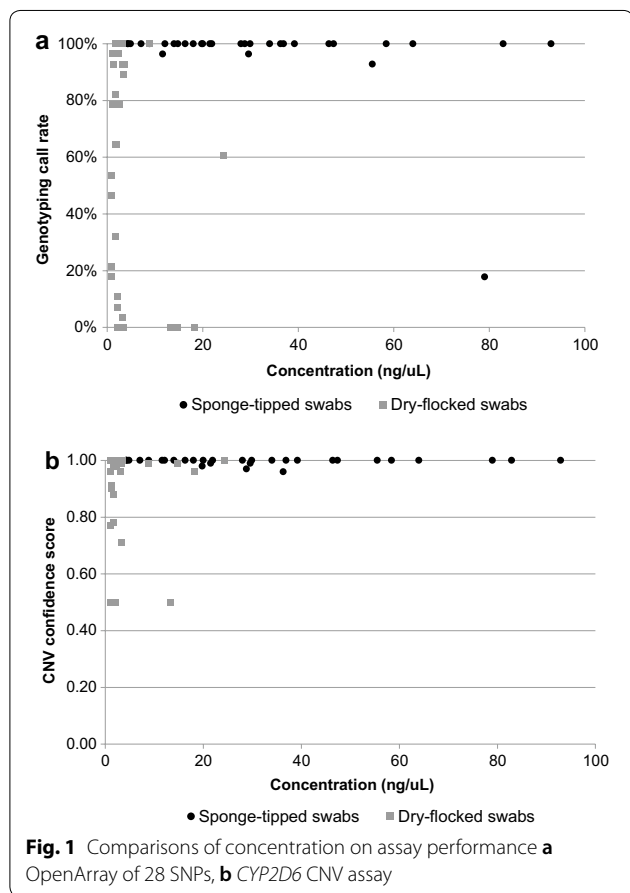 a
100%
80%
60%
40%
20%
0%
Genotyping call rate
0 20 40 60 80 100
Concentration (ng/uL)
Sponge-tipped swabs Dry-flocked swabs
b
1.00
0.80
0.60
0.40
0.20
0.00
CNV confidence score
0 20 40 60 80 100
Concentration (ng/uL)
Sponge-tipped swabs Dry-flocked swabs
Fig. 1 Comparisons of concentration on assay performance a
OpenArray of 28 SNPs, b CYP2D6 CNV assay